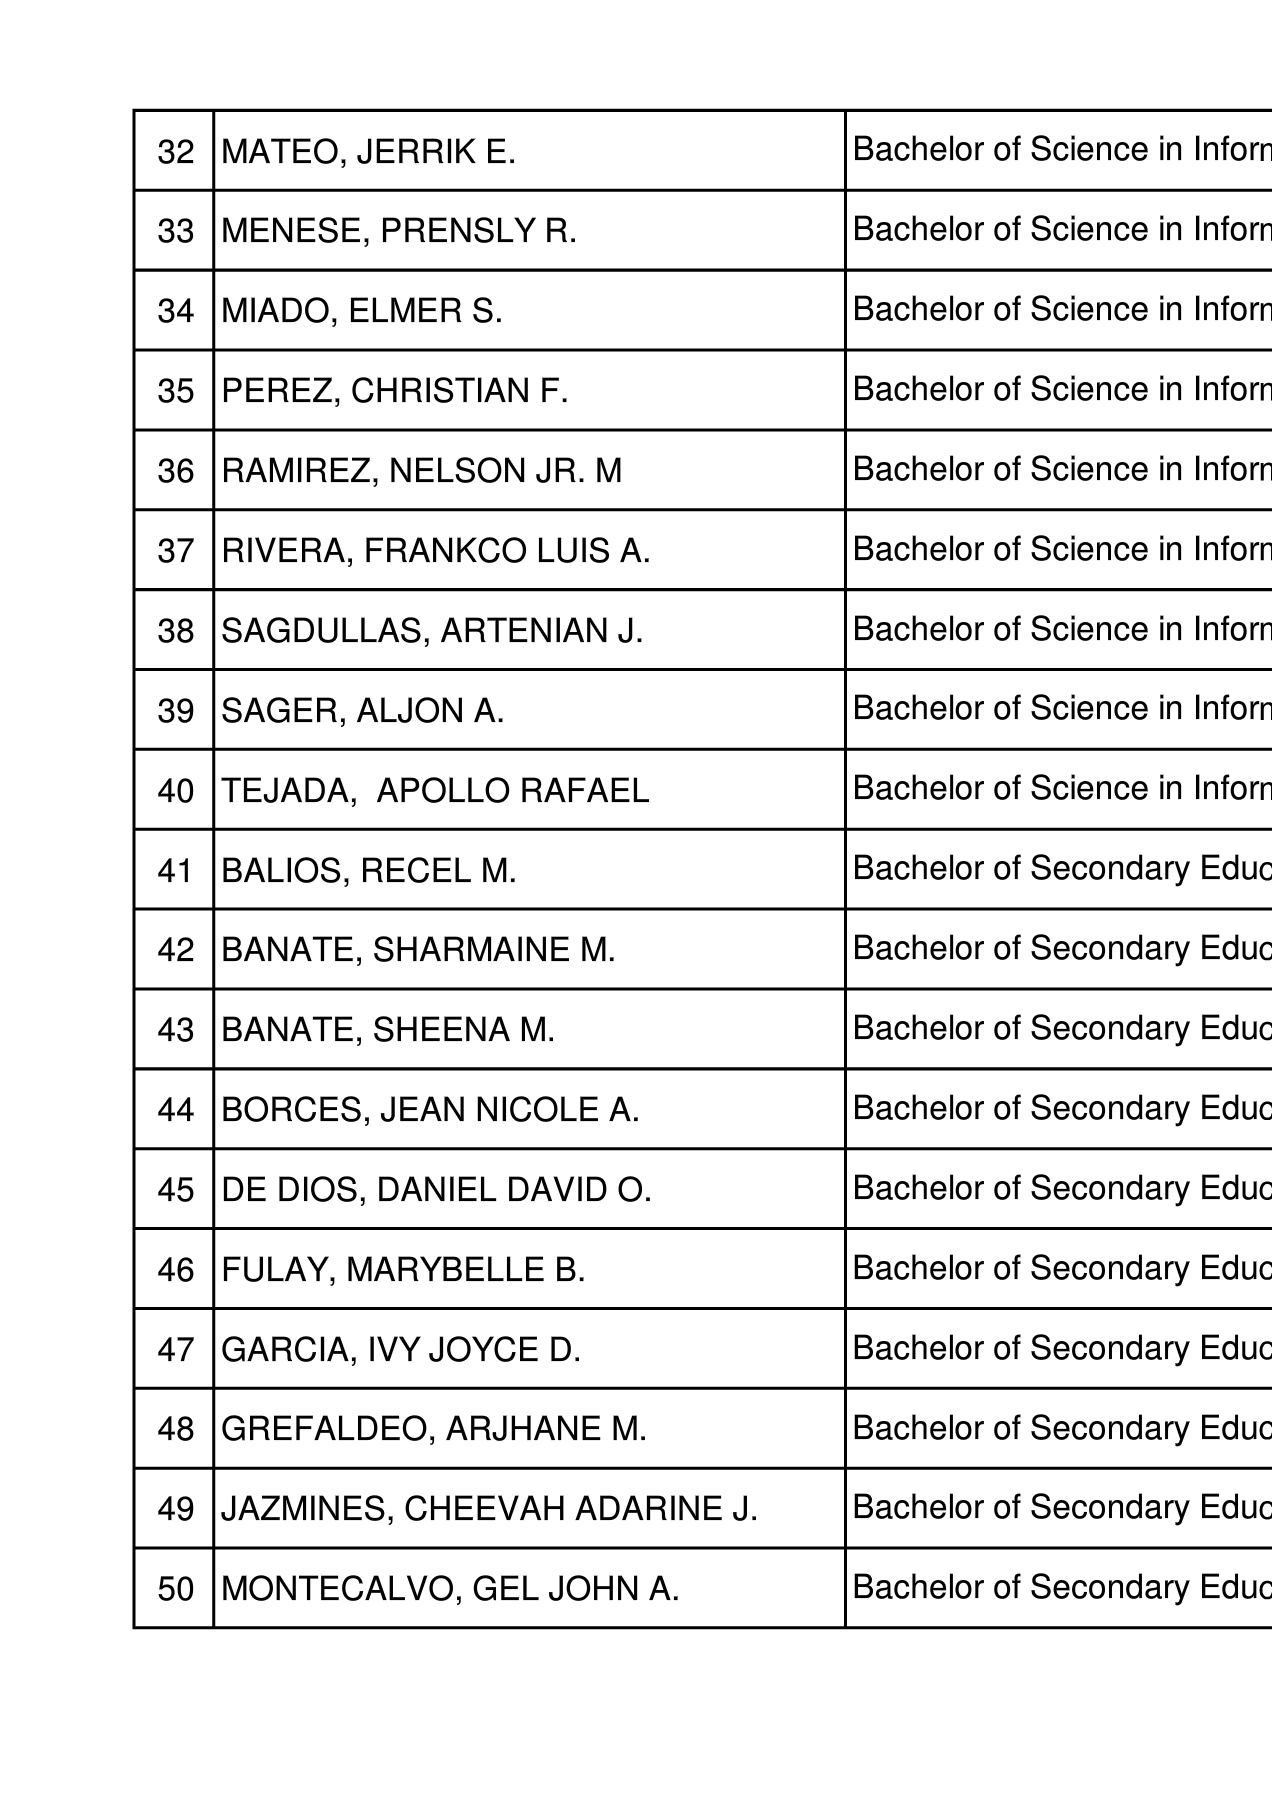 32 MATEO, JERRIK E. Bachelor of Science in Inform
33 MENESE, PRENSLY R. Bachelor of Science in Inform
34 MIADO, ELMER S. Bachelor of Science in Inform
35 PEREZ, CHRISTIAN F. Bachelor of Science in Inform
36 RAMIREZ, NELSON JR. M Bachelor of Science in Inform
37 RIVERA, FRANKCO LUIS A. Bachelor of Science in Inform
38 SAGDULLAS, ARTENIAN J. Bachelor of Science in Inform
39 SAGER, ALJON A. Bachelor of Science in Inform
40 TEJADA,  APOLLO RAFAEL Bachelor of Science in Inform
41 BALIOS, RECEL M. Bachelor of Secondary Educ
42 BANATE, SHARMAINE M. Bachelor of Secondary Educ
43 BANATE, SHEENA M. Bachelor of Secondary Educ
44 BORCES, JEAN NICOLE A. Bachelor of Secondary Educ
45 DE DIOS, DANIEL DAVID O. Bachelor of Secondary Educ
46 FULAY, MARYBELLE B. Bachelor of Secondary Educ
47 GARCIA, IVY JOYCE D. Bachelor of Secondary Educ
48 GREFALDEO, ARJHANE M. Bachelor of Secondary Educ
49 JAZMINES, CHEEVAH ADARINE J. Bachelor of Secondary Educ
50 MONTECALVO, GEL JOHN A. Bachelor of Secondary Educ